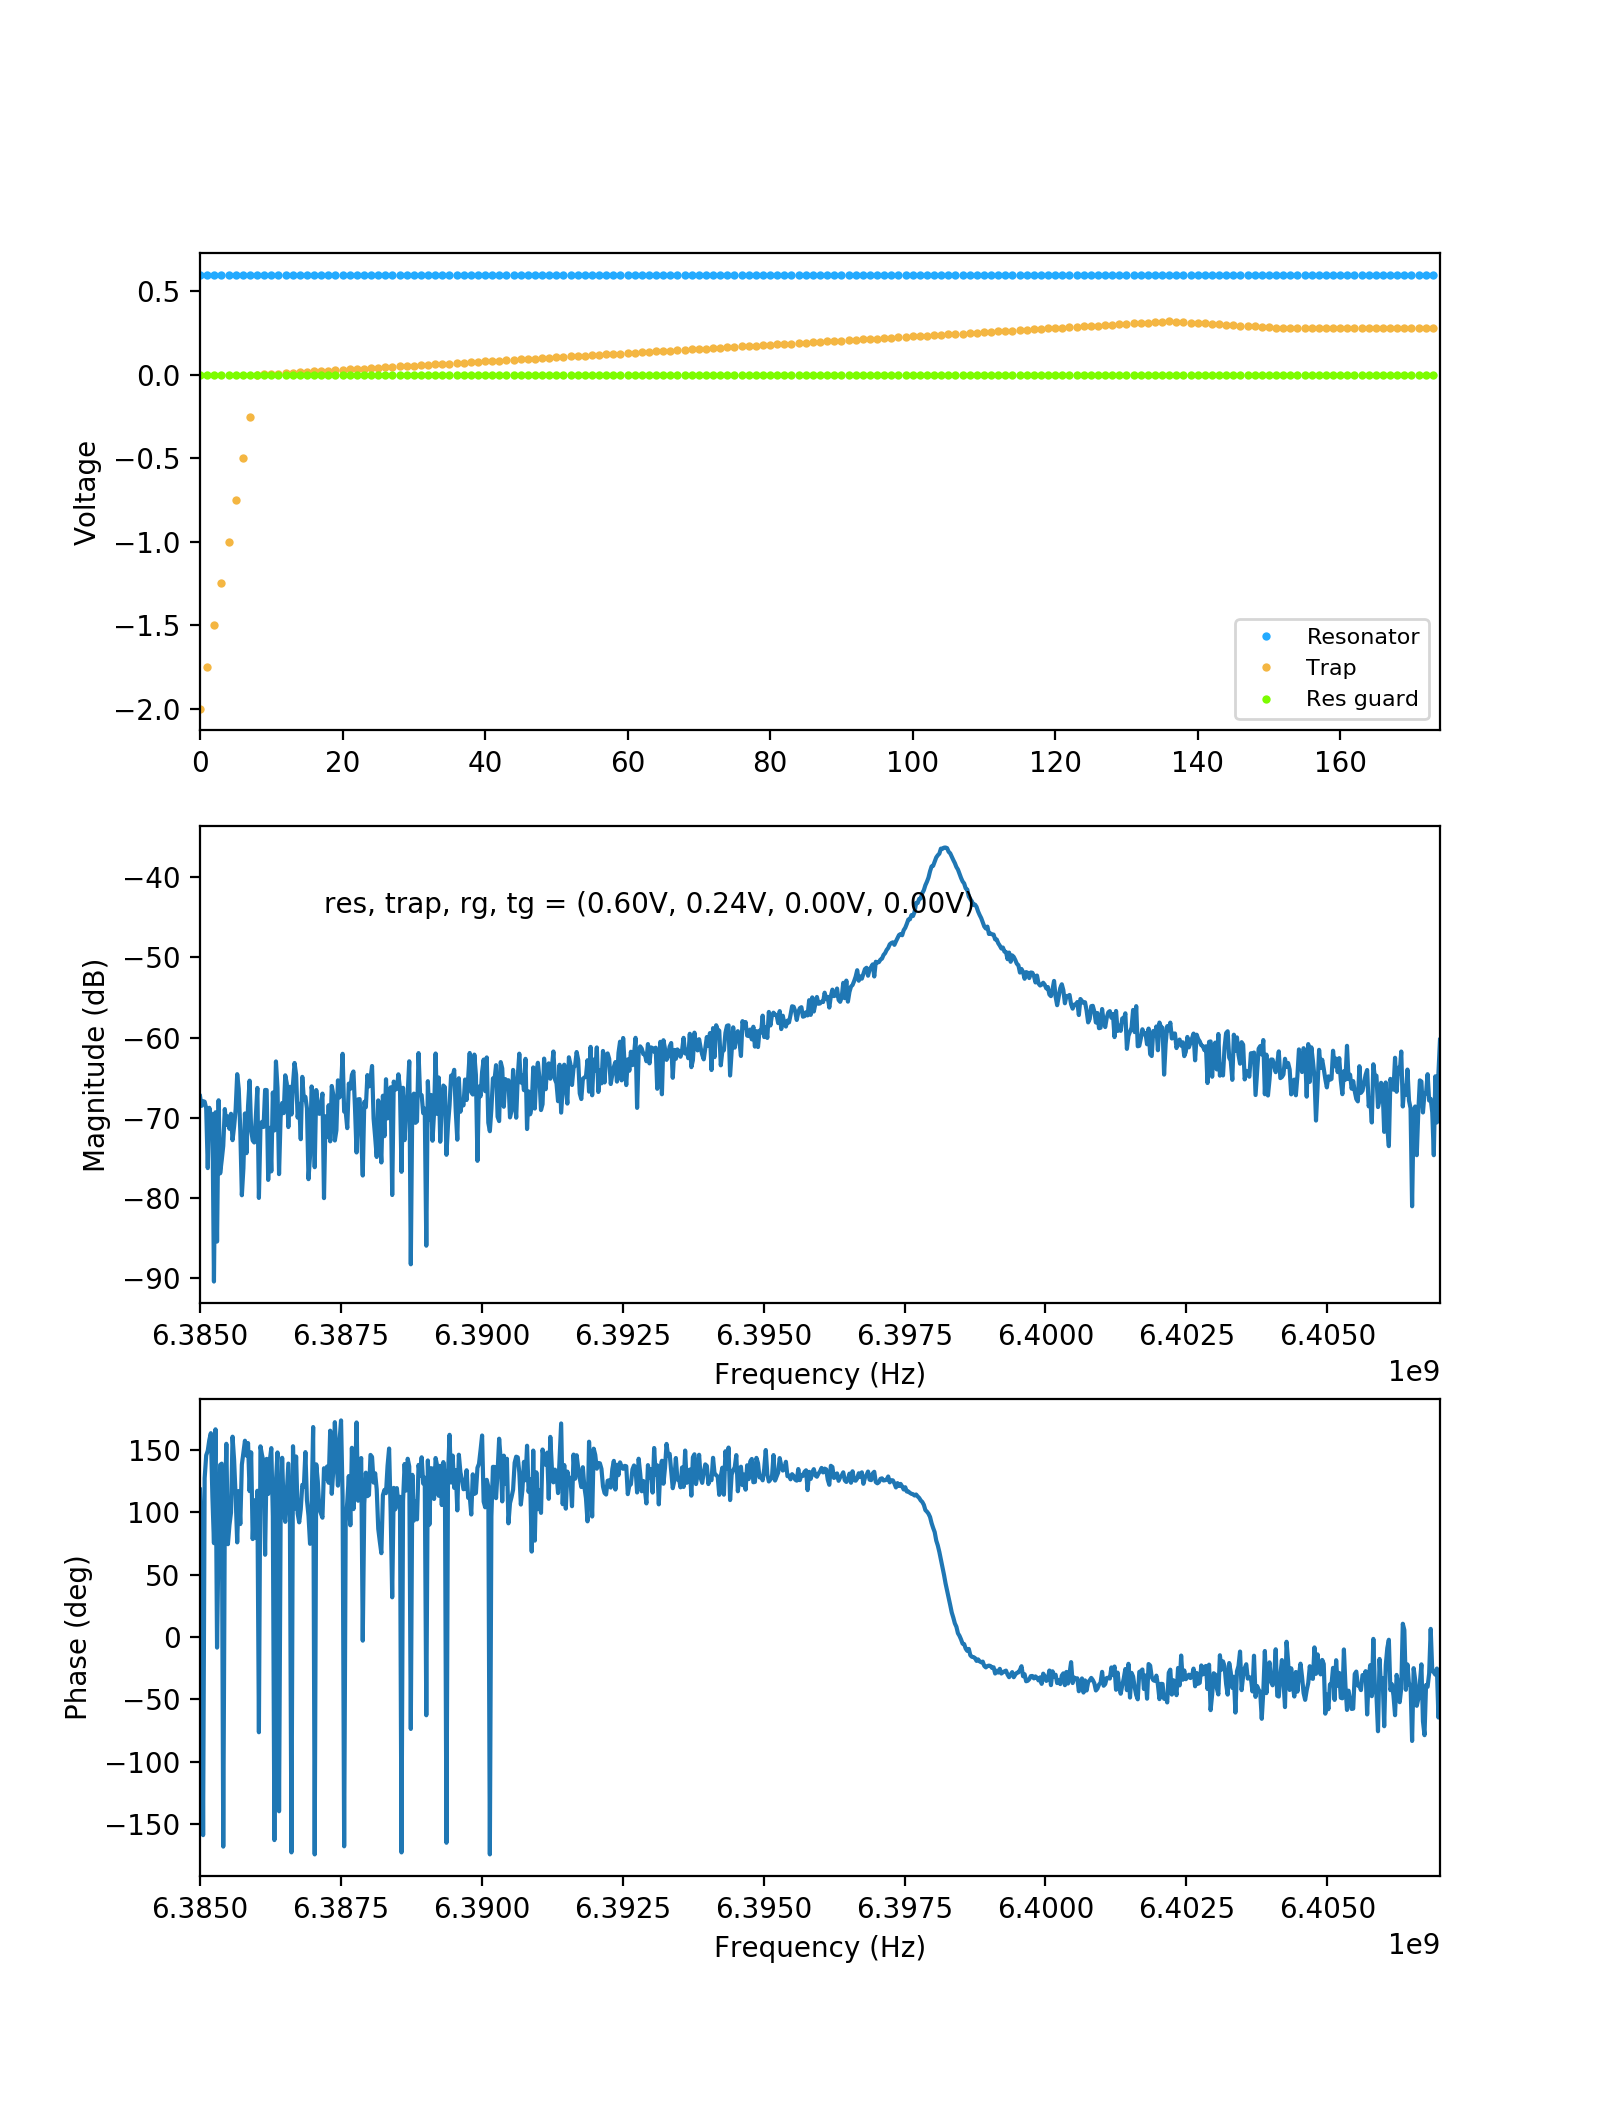 0.5
0.0
−0.5
−1.0
−1.5
−2.0
Voltage
Resonator
Trap
Res guard
0 20 40 60 80 100 120 140 160
−40
−50
−60
−70
−80
−90
Magnitude (dB)
res, trap, rg, tg = (0.60V, 0.24V, 0.00V, 0.00V)
6.3850 6.3875 6.3900 6.3925 6.3950 6.3975 6.4000 6.4025 6.4050
1e9
Frequency (Hz)
150
100
50
0
−50
−100
−150
Phase (deg)
6.3850 6.3875 6.3900 6.3925 6.3950 6.3975 6.4000 6.4025 6.4050
1e9
Frequency (Hz)